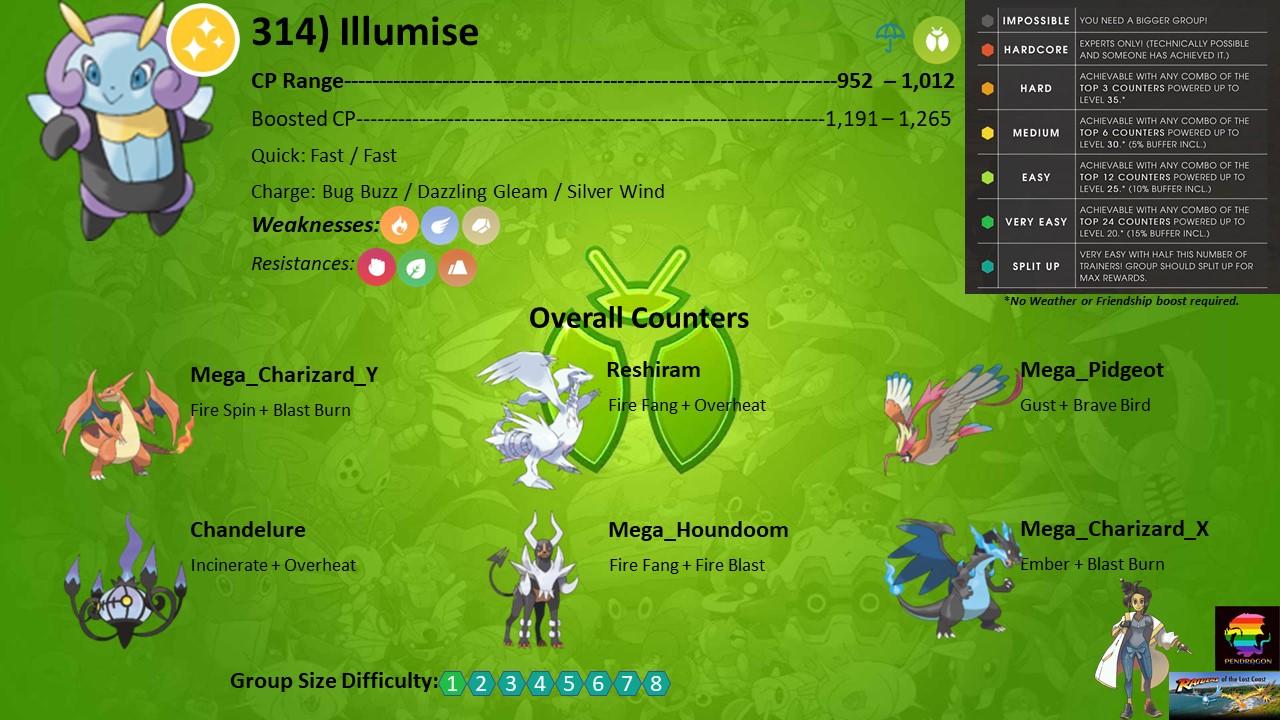 314) Illumise
CP Range---------------------------------------------------------------------952 – 1,012
Boosted CP------------------------------------------------------------------1,191 – 1,265
Quick: Fast / Fast
Charge: Bug Buzz / Dazzling Gleam / Silver Wind
Weaknesses:
Resistances:
IMPOSSIBLE YOU NEED A BIGGER GROUP!
HARDCORE EXPERTS ONLY! (TECHNICALLY POSSIBLE
AND SOMEONE HAS ACHIEVED IT.)
HARD ACHIEVABLE WITH ANY COMBO OF THE
TOP 3 COUNTERS POWERED UP TO
LEVEL 35.*
MEDIUM ACHIEVABLE WITH ANY COMBO OF THE
TOP 6 COUNTERS POWERED UP TO
LEVEL 30.* (5% BUFFER INCL.)
EASY ACHIEVABLE WITH ANY COMBO OF THE
TOP 12 COUNTERS POWERED UP TO
LEVEL 25.* (10% BUFFER INCL.)
VERY EASY ACHIEVABLE WITH ANY COMBO OF THE
TOP 24 COUNTERS POWERED UP TO
LEVEL 20.* (15% BUFFER INCL.)
SPLIT UP VERY EASY WITH HALF THIS NUMBER OF
TRAINERS! GROUP SHOULD SPLIT UP FOR
MAX REWARDS.
*No Weather or Friendship boost required.
Overall Counters
Mega_Charizard_Y
Fire Spin + Blast Burn
Reshiram
Fire Fang + Overheat
Mega_Pidgeot
Gust + Brave Bird
Chandelure
Incinerate + Overheat
Mega_Houndoom
Fire Fang + Fire Blast
Mega_Charizard_X
Ember + Blast Burn
Group Size Difficulty: 1 2 3 4 5 6 7 8
PENDRAGON
RAIDERS of the Lost Coast